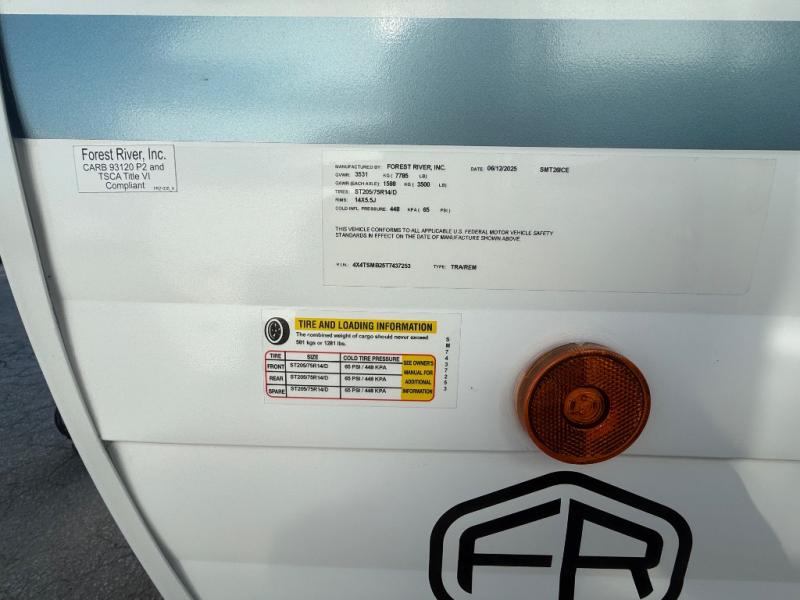 Forest River, Inc.
CARB 93120 P2 and
TSCA Title VI
Compliant
MANUFACTURED BY: FOREST RIVER, INC. DATE: 06/12/2025 SMT26ICE
GVWR: 3531 KG ( 7785 LB)
GAWR (EACH AXLE): 1588 KG ( 3500 LB)
TIRES: ST205/75R14/D
RIMS: 14X5.5J
COLD INFL. PRESSURE: 448 KPA ( 65 PSI )
THIS VEHICLE CONFORMS TO ALL APPLICABLE U.S. FEDERAL MOTOR VEHICLE SAFETY
STANDARDS IN EFFECT ON THE DATE OF MANUFACTURE SHOWN ABOVE.
V.I.N.: 4X4TSMB25T7437253 TYPE: TRA/REM
TIRE AND LOADING INFORMATION
The combined weight of cargo should never exceed
581 kgs or 1281 lbs.
TIRE SIZE COLD TIRE PRESSURE
FRONT ST205/75R14/D 65 PSI / 448 KPA
REAR ST205/75R14/D 65 PSI / 448 KPA
SPARE ST205/75R14/D 65 PSI / 448 KPA
SEE OWNER'S
MANUAL FOR
ADDITIONAL
INFORMATION
SM7437253
FR